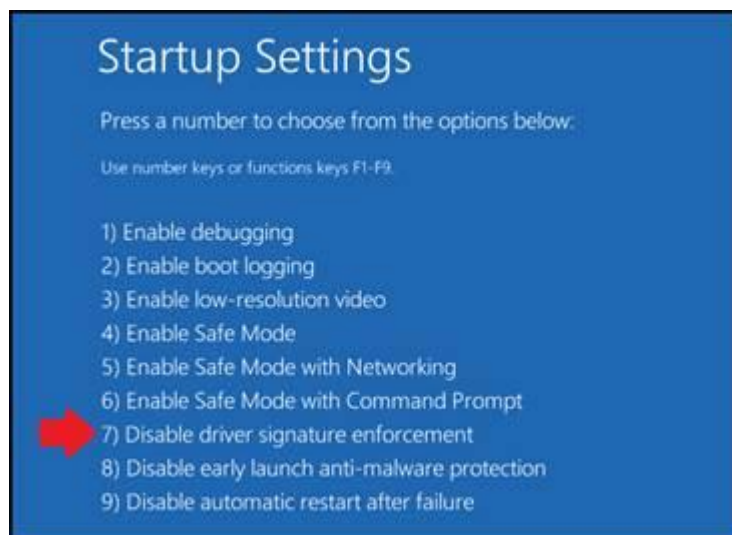 Startup Settings
Press a number to choose from the options below:
Use number keys or functions keys F1-F9.
1) Enable debugging
2) Enable boot logging
3) Enable low-resolution video
4) Enable Safe Mode
5) Enable Safe Mode with Networking
6) Enable Safe Mode with Command Prompt
7) Disable driver signature enforcement
8) Disable early launch anti-malware protection
9) Disable automatic restart after failure